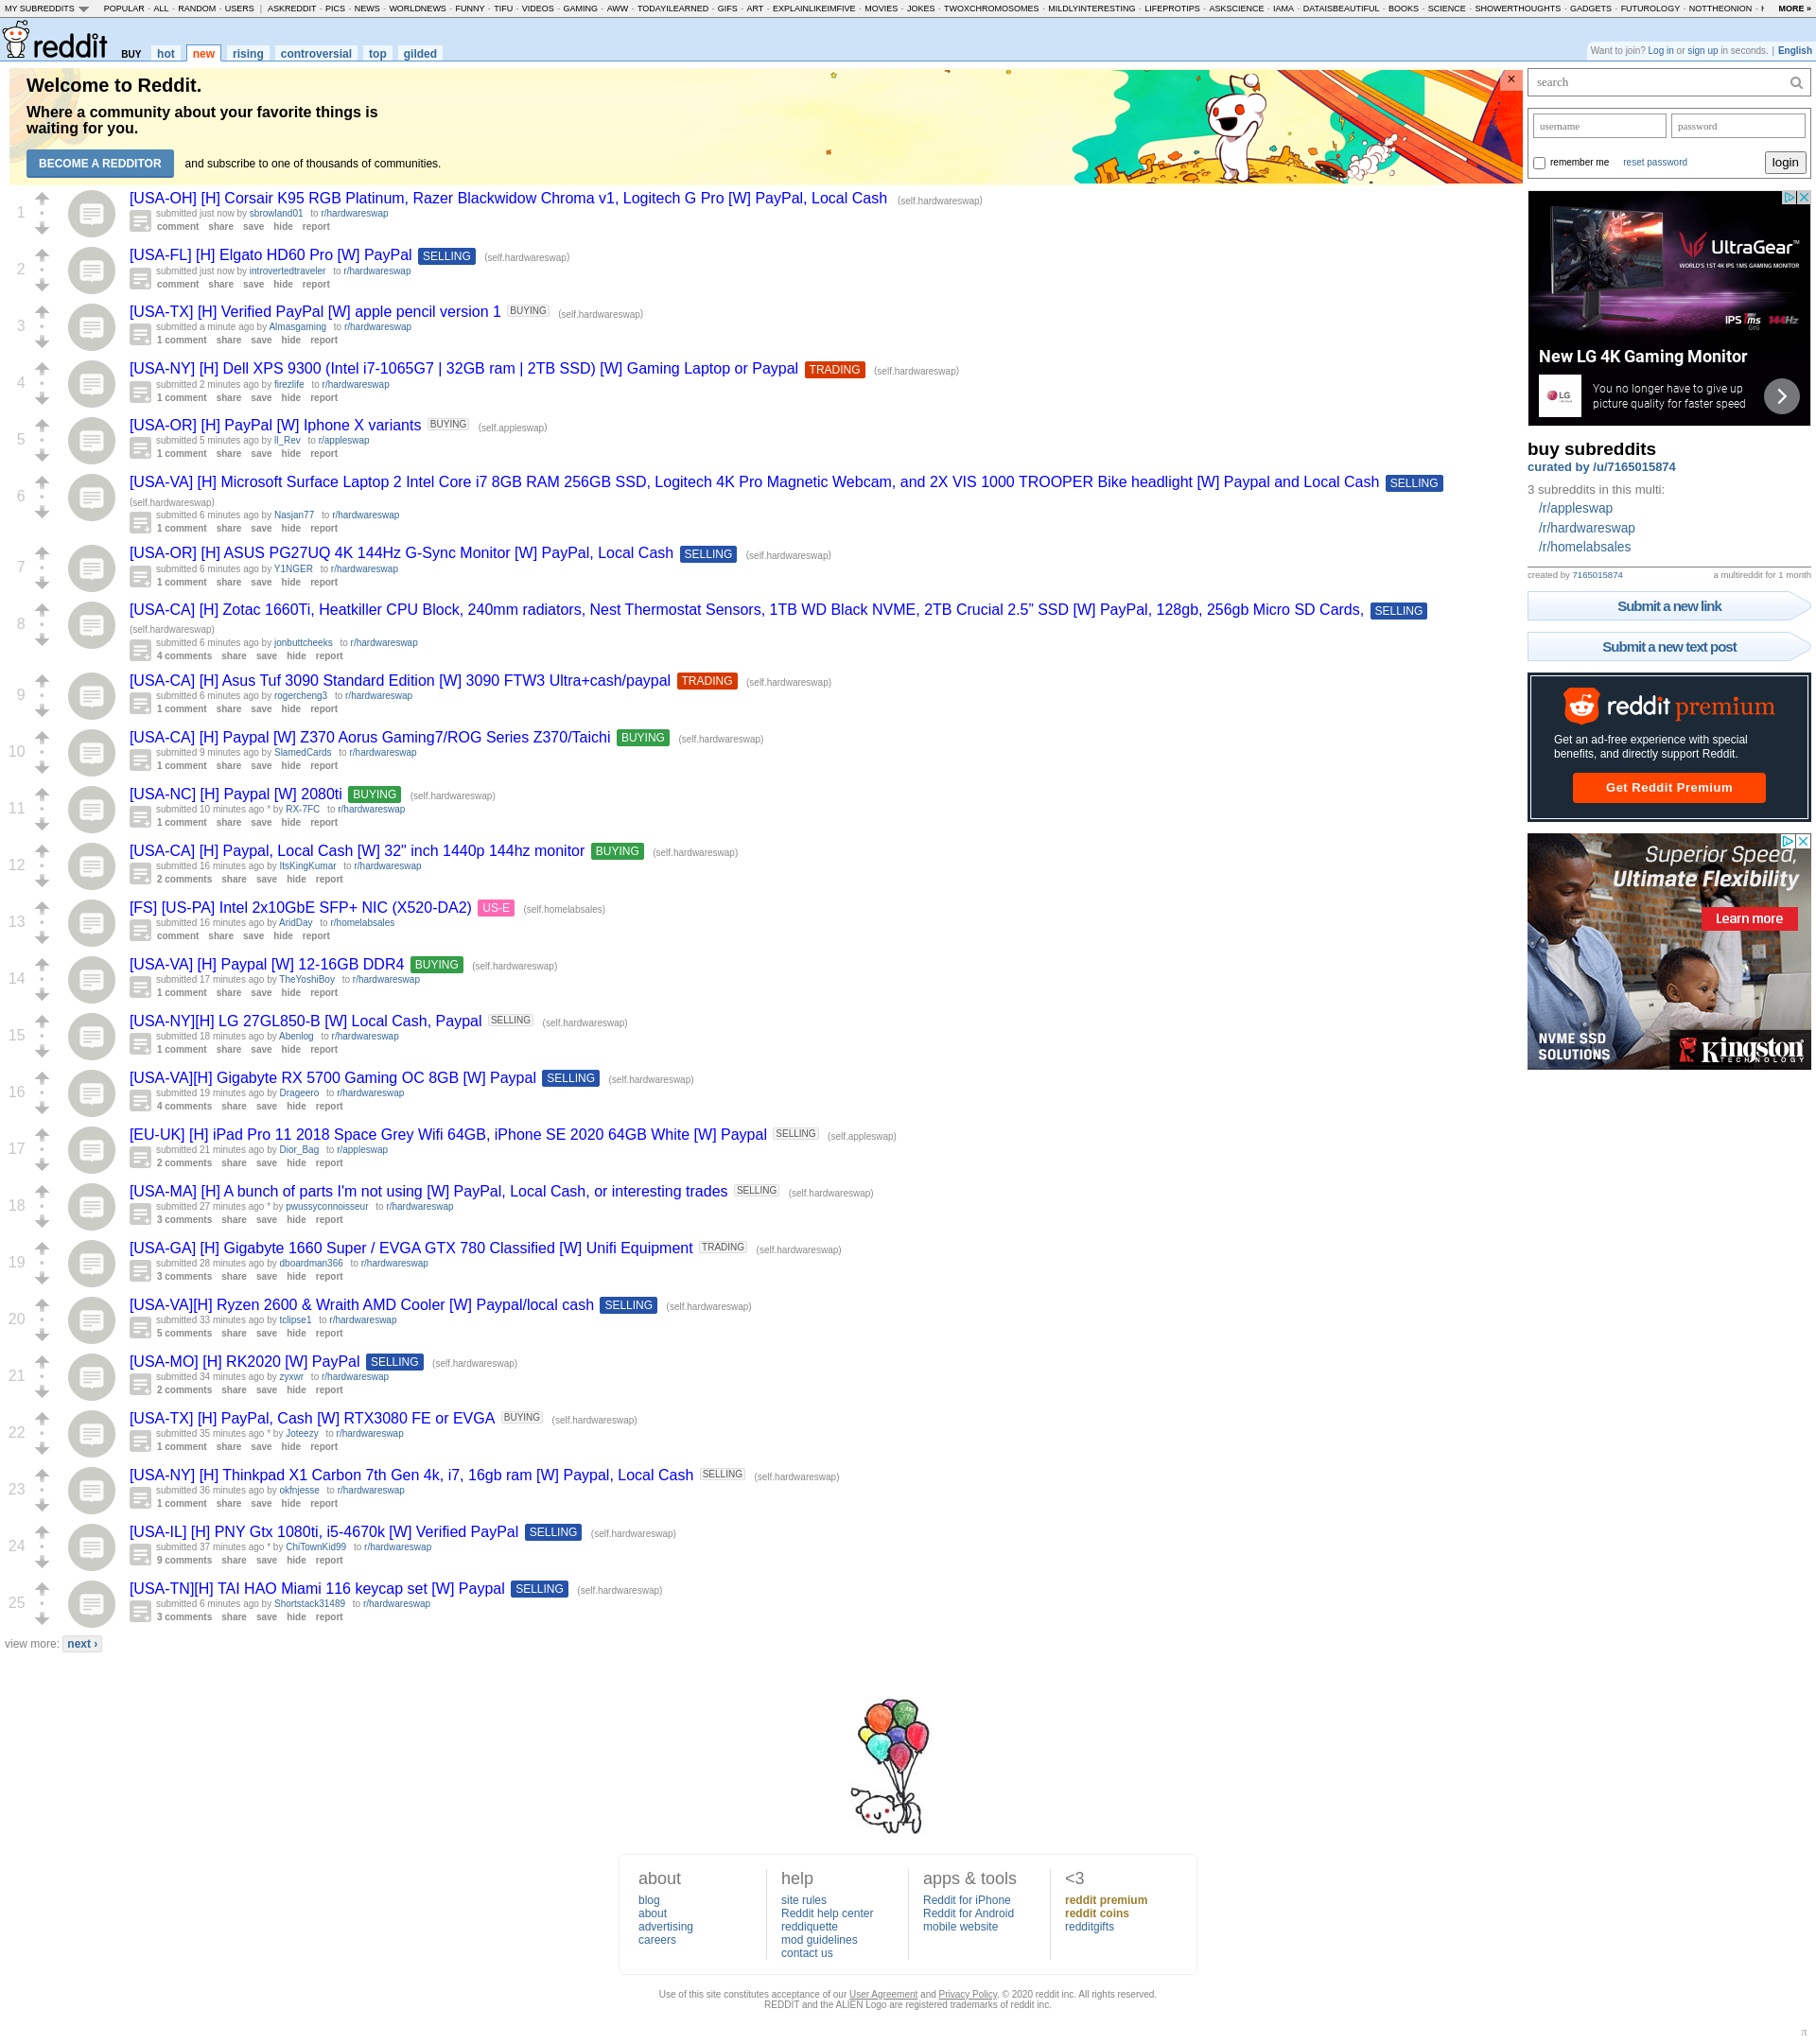 MY SUBREDDITS POPULAR - ALL - RANDOM - USERS | ASKREDDIT - PICS - NEWS - WORLDNEWS - FUNNY - TIFU - VIDEOS - GAMING - AWW - TODAYILEARNED - GIFS - ART - EXPLAINLIKEIMFIVE - MOVIES - JOKES - TWOXCHROMOSOMES - MILDLYINTERESTING - LIFEPROTIPS - ASKSCIENCE - IAMA - DATAISBEAUTIFUL - BOOKS - SCIENCE - SHOWERTHOUGHTS - GADGETS - FUTUROLOGY - NOTTHEONION - MORE »
reddit BUY hot new rising controversial top gilded
Want to join? Log in or sign up in seconds. | English
Welcome to Reddit.
Where a community about your favorite things is
waiting for you.
BECOME A REDDITOR and subscribe to one of thousands of communities.
1
[USA-OH] [H] Corsair K95 RGB Platinum, Razer Blackwidow Chroma v1, Logitech G Pro [W] PayPal, Local Cash (self.hardwareswap)
submitted just now by sbrowland01 to r/hardwareswap
comment share save hide report
2
[USA-FL] [H] Elgato HD60 Pro [W] PayPal SELLING (self.hardwareswap)
submitted just now by introvertedtraveler to r/hardwareswap
comment share save hide report
3
[USA-TX] [H] Verified PayPal [W] apple pencil version 1 BUYING (self.hardwareswap)
submitted a minute ago by Almasgaming to r/hardwareswap
1 comment share save hide report
4
[USA-NY] [H] Dell XPS 9300 (Intel i7-1065G7 | 32GB ram | 2TB SSD) [W] Gaming Laptop or Paypal TRADING (self.hardwareswap)
submitted 2 minutes ago by firezlife to r/hardwareswap
1 comment share save hide report
5
[USA-OR] [H] PayPal [W] Iphone X variants BUYING (self.appleswap)
submitted 5 minutes ago by ll_Rev to r/appleswap
1 comment share save hide report
6
[USA-VA] [H] Microsoft Surface Laptop 2 Intel Core i7 8GB RAM 256GB SSD, Logitech 4K Pro Magnetic Webcam, and 2X VIS 1000 TROOPER Bike headlight [W] Paypal and Local Cash SELLING
(self.hardwareswap)
submitted 6 minutes ago by Nasjan77 to r/hardwareswap
1 comment share save hide report
7
[USA-OR] [H] ASUS PG27UQ 4K 144Hz G-Sync Monitor [W] PayPal, Local Cash SELLING (self.hardwareswap)
submitted 6 minutes ago by Y1NGER to r/hardwareswap
1 comment share save hide report
8
[USA-CA] [H] Zotac 1660Ti, Heatkiller CPU Block, 240mm radiators, Nest Thermostat Sensors, 1TB WD Black NVME, 2TB Crucial 2.5” SSD [W] PayPal, 128gb, 256gb Micro SD Cards, SELLING
(self.hardwareswap)
submitted 6 minutes ago by jonbuttcheeks to r/hardwareswap
4 comments share save hide report
9
[USA-CA] [H] Asus Tuf 3090 Standard Edition [W] 3090 FTW3 Ultra+cash/paypal TRADING (self.hardwareswap)
submitted 6 minutes ago by rogercheng3 to r/hardwareswap
1 comment share save hide report
10
[USA-CA] [H] Paypal [W] Z370 Aorus Gaming7/ROG Series Z370/Taichi BUYING (self.hardwareswap)
submitted 9 minutes ago by SlamedCards to r/hardwareswap
1 comment share save hide report
11
[USA-NC] [H] Paypal [W] 2080ti BUYING (self.hardwareswap)
submitted 10 minutes ago * by RX-7FC to r/hardwareswap
1 comment share save hide report
12
[USA-CA] [H] Paypal, Local Cash [W] 32" inch 1440p 144hz monitor BUYING (self.hardwareswap)
submitted 16 minutes ago by ItsKingKumar to r/hardwareswap
2 comments share save hide report
13
[FS] [US-PA] Intel 2x10GbE SFP+ NIC (X520-DA2) US-E (self.homelabsales)
submitted 16 minutes ago by AridDay to r/homelabsales
comment share save hide report
14
[USA-VA] [H] Paypal [W] 12-16GB DDR4 BUYING (self.hardwareswap)
submitted 17 minutes ago by TheYoshiBoy to r/hardwareswap
1 comment share save hide report
15
[USA-NY][H] LG 27GL850-B [W] Local Cash, Paypal SELLING (self.hardwareswap)
submitted 18 minutes ago by Abenlog to r/hardwareswap
1 comment share save hide report
16
[USA-VA][H] Gigabyte RX 5700 Gaming OC 8GB [W] Paypal SELLING (self.hardwareswap)
submitted 19 minutes ago by Drageero to r/hardwareswap
4 comments share save hide report
17
[EU-UK] [H] iPad Pro 11 2018 Space Grey Wifi 64GB, iPhone SE 2020 64GB White [W] Paypal SELLING (self.appleswap)
submitted 21 minutes ago by Dior_Bag to r/appleswap
2 comments share save hide report
18
[USA-MA] [H] A bunch of parts I'm not using [W] PayPal, Local Cash, or interesting trades SELLING (self.hardwareswap)
submitted 27 minutes ago * by pwussyconnoisseur to r/hardwareswap
3 comments share save hide report
19
[USA-GA] [H] Gigabyte 1660 Super / EVGA GTX 780 Classified [W] Unifi Equipment TRADING (self.hardwareswap)
submitted 28 minutes ago by dboardman366 to r/hardwareswap
3 comments share save hide report
20
[USA-VA][H] Ryzen 2600 & Wraith AMD Cooler [W] Paypal/local cash SELLING (self.hardwareswap)
submitted 33 minutes ago by tclipse1 to r/hardwareswap
5 comments share save hide report
21
[USA-MO] [H] RK2020 [W] PayPal SELLING (self.hardwareswap)
submitted 34 minutes ago by zyxwr to r/hardwareswap
2 comments share save hide report
22
[USA-TX] [H] PayPal, Cash [W] RTX3080 FE or EVGA BUYING (self.hardwareswap)
submitted 35 minutes ago * by Joteezy to r/hardwareswap
1 comment share save hide report
23
[USA-NY] [H] Thinkpad X1 Carbon 7th Gen 4k, i7, 16gb ram [W] Paypal, Local Cash SELLING (self.hardwareswap)
submitted 36 minutes ago by okfnjesse to r/hardwareswap
1 comment share save hide report
24
[USA-IL] [H] PNY Gtx 1080ti, i5-4670k [W] Verified PayPal SELLING (self.hardwareswap)
submitted 37 minutes ago * by ChiTownKid99 to r/hardwareswap
9 comments share save hide report
25
[USA-TN][H] TAI HAO Miami 116 keycap set [W] Paypal SELLING (self.hardwareswap)
submitted 6 minutes ago by Shortstack31489 to r/hardwareswap
3 comments share save hide report
view more: next ›
search
username password
remember me reset password login
UltraGear™
WORLD'S 1ST 4K IPS 1MS GAMING MONITOR
IPS 1ms GtG 144Hz
New LG 4K Gaming Monitor
LG
You no longer have to give up
picture quality for faster speed
buy subreddits
curated by /u/7165015874
3 subreddits in this multi:
/r/appleswap
/r/hardwareswap
/r/homelabsales
created by 7165015874 a multireddit for 1 month
Submit a new link
Submit a new text post
reddit premium
Get an ad-free experience with special
benefits, and directly support Reddit.
Get Reddit Premium
Superior Speed,
Ultimate Flexibility
Learn more
NVME SSD
SOLUTIONS
Kingston
TECHNOLOGY
about
blog
about
advertising
careers
help
site rules
Reddit help center
reddiquette
mod guidelines
contact us
apps & tools
Reddit for iPhone
Reddit for Android
mobile website
<3
reddit premium
reddit coins
redditgifts
Use of this site constitutes acceptance of our User Agreement and Privacy Policy. © 2020 reddit inc. All rights reserved.
REDDIT and the ALIEN Logo are registered trademarks of reddit inc.
π